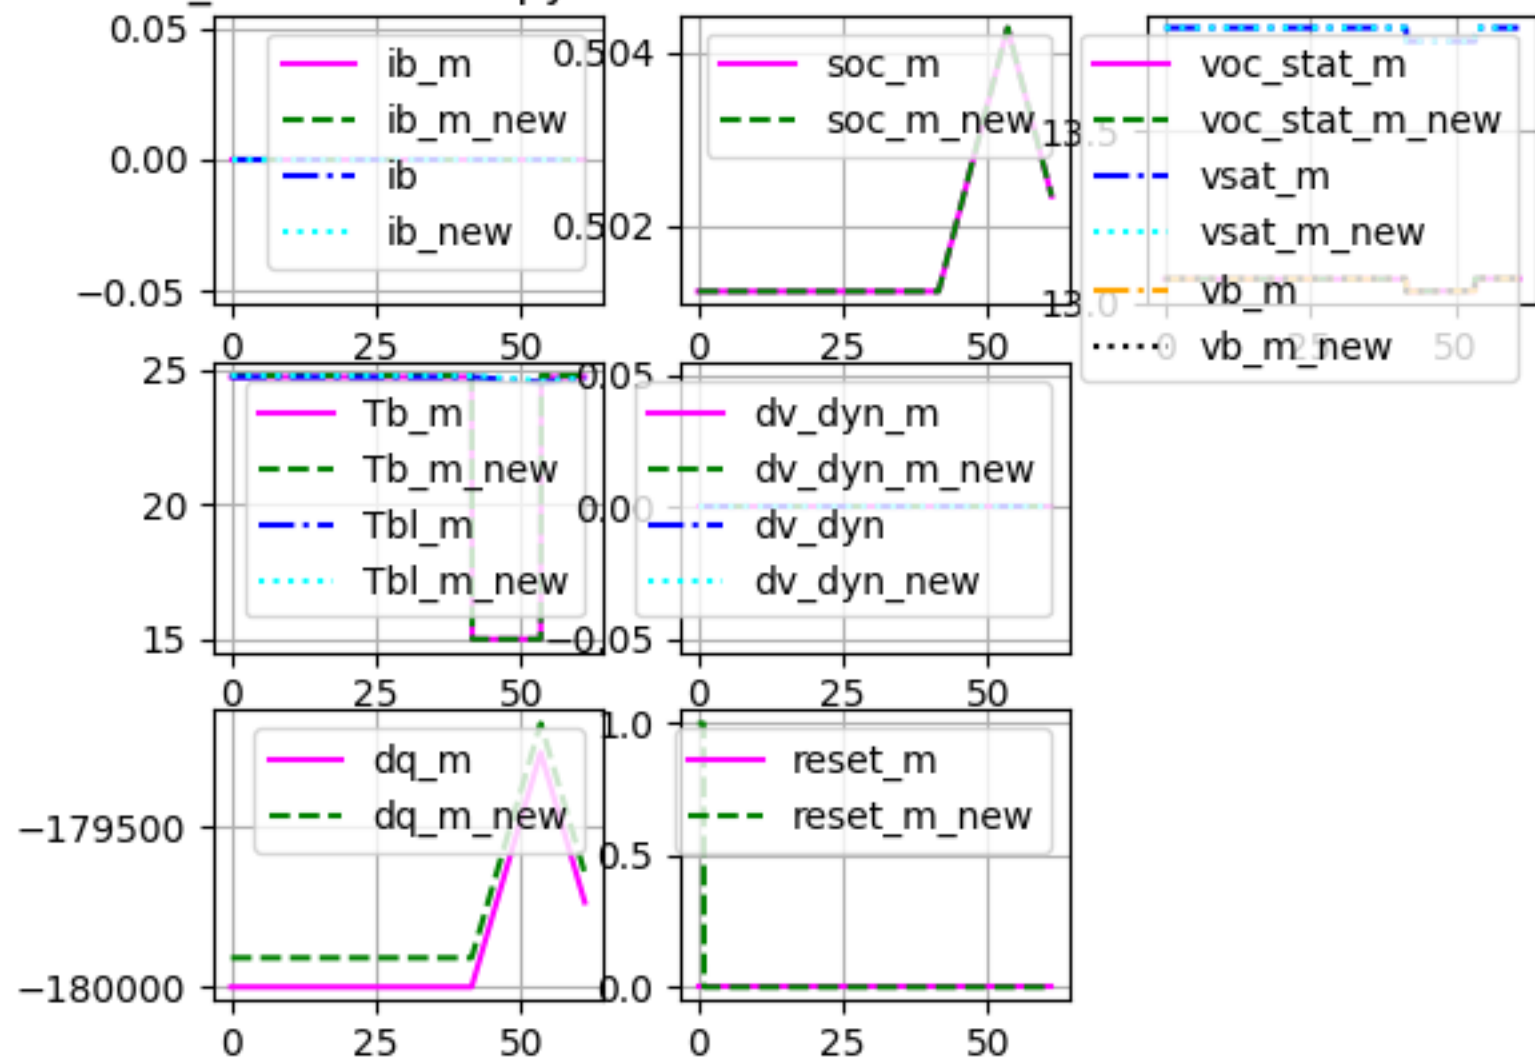 0.05
0.00
−0.05
ib_m
ib_m_new
ib
ib_new
0 25 50
0.504
0.502
soc_m
soc_m_new
0 25 50
13.5
13.0
voc_stat_m
voc_stat_m_new
vsat_m
vsat_m_new
vb_m
vb_m_new
0 25 50
25
20
15
Tb_m
Tb_m_new
Tbl_m
Tbl_m_new
0 25 50
0.05
0.00
−0.05
dv_dyn_m
dv_dyn_m_new
dv_dyn
dv_dyn_new
0 25 50
−179500
−180000
dq_m
dq_m_new
0 25 50
1.0
0.5
0.0
reset_m
reset_m_new
0 25 50